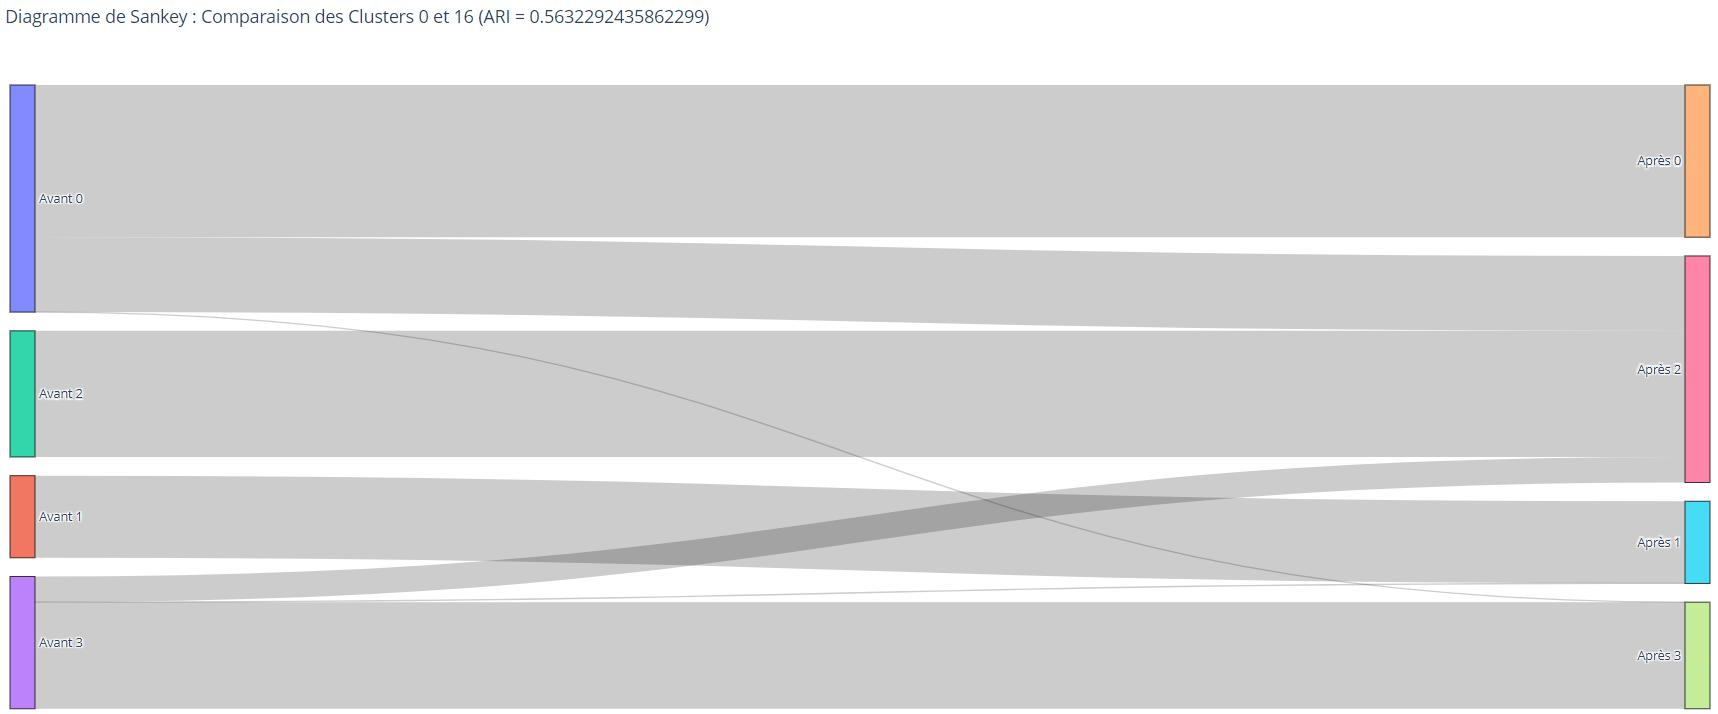 Diagramme de Sankey : Comparaison des Clusters 0 et 16 (ARI = 0.5632292435862299)
Avant 0
Après 0
Avant 2
Après 2
Avant 1
Après 1
Avant 3
Après 3